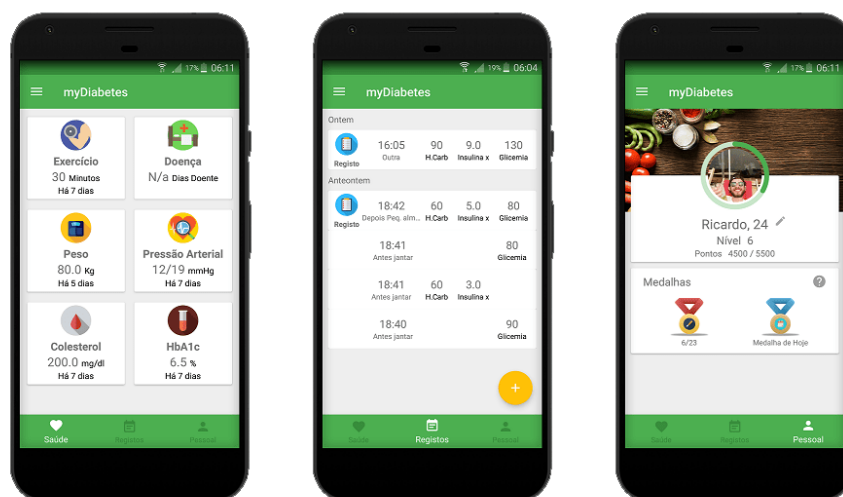 17% 06:11
myDiabetes
Exercício
30 Minutos
Há 7 dias
Doença
N/a Dias Doente
Peso
80.0 Kg
Há 5 dias
Pressão Arterial
12/19 mmHg
Há 7 dias
Colesterol
200.0 mg/dl
Há 7 dias
HbA1c
6.5 %
Há 7 dias
Saúde
Registos
Pessoal
19% 06:04
myDiabetes
Ontem
16:05 90 9.0 130
Registo Outra H.Carb Insulina x Glicemia
Anteontem
18:42 60 5.0 80
Registo Depois Peq. alm... H.Carb Insulina x Glicemia
18:41 80
Antes jantar Glicemia
18:41 60 3.0
Antes jantar H.Carb Insulina x
18:40 90
Antes jantar Glicemia
+
Saúde
Registos
Pessoal
17% 06:11
myDiabetes
Ricardo, 24
Nível 6
Pontos 4500 / 5500
Medalhas ?
6/23
Medalha de Hoje
Saúde
Registos
Pessoal